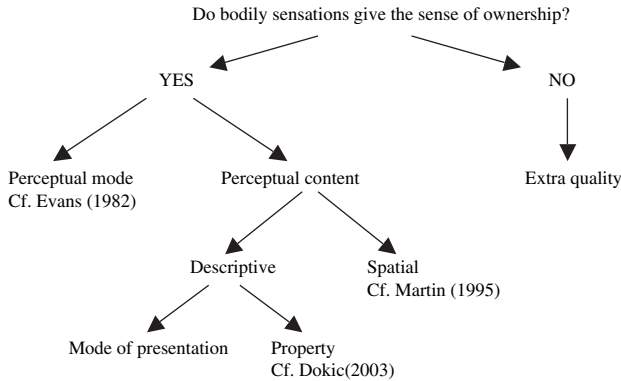 Do bodily sensations give the sense of ownership?
YES
NO
Perceptual mode
Cf. Evans (1982)
Perceptual content
Extra quality
Descriptive
Spatial
Cf. Martin (1995)
Mode of presentation
Property
Cf. Dokic(2003)